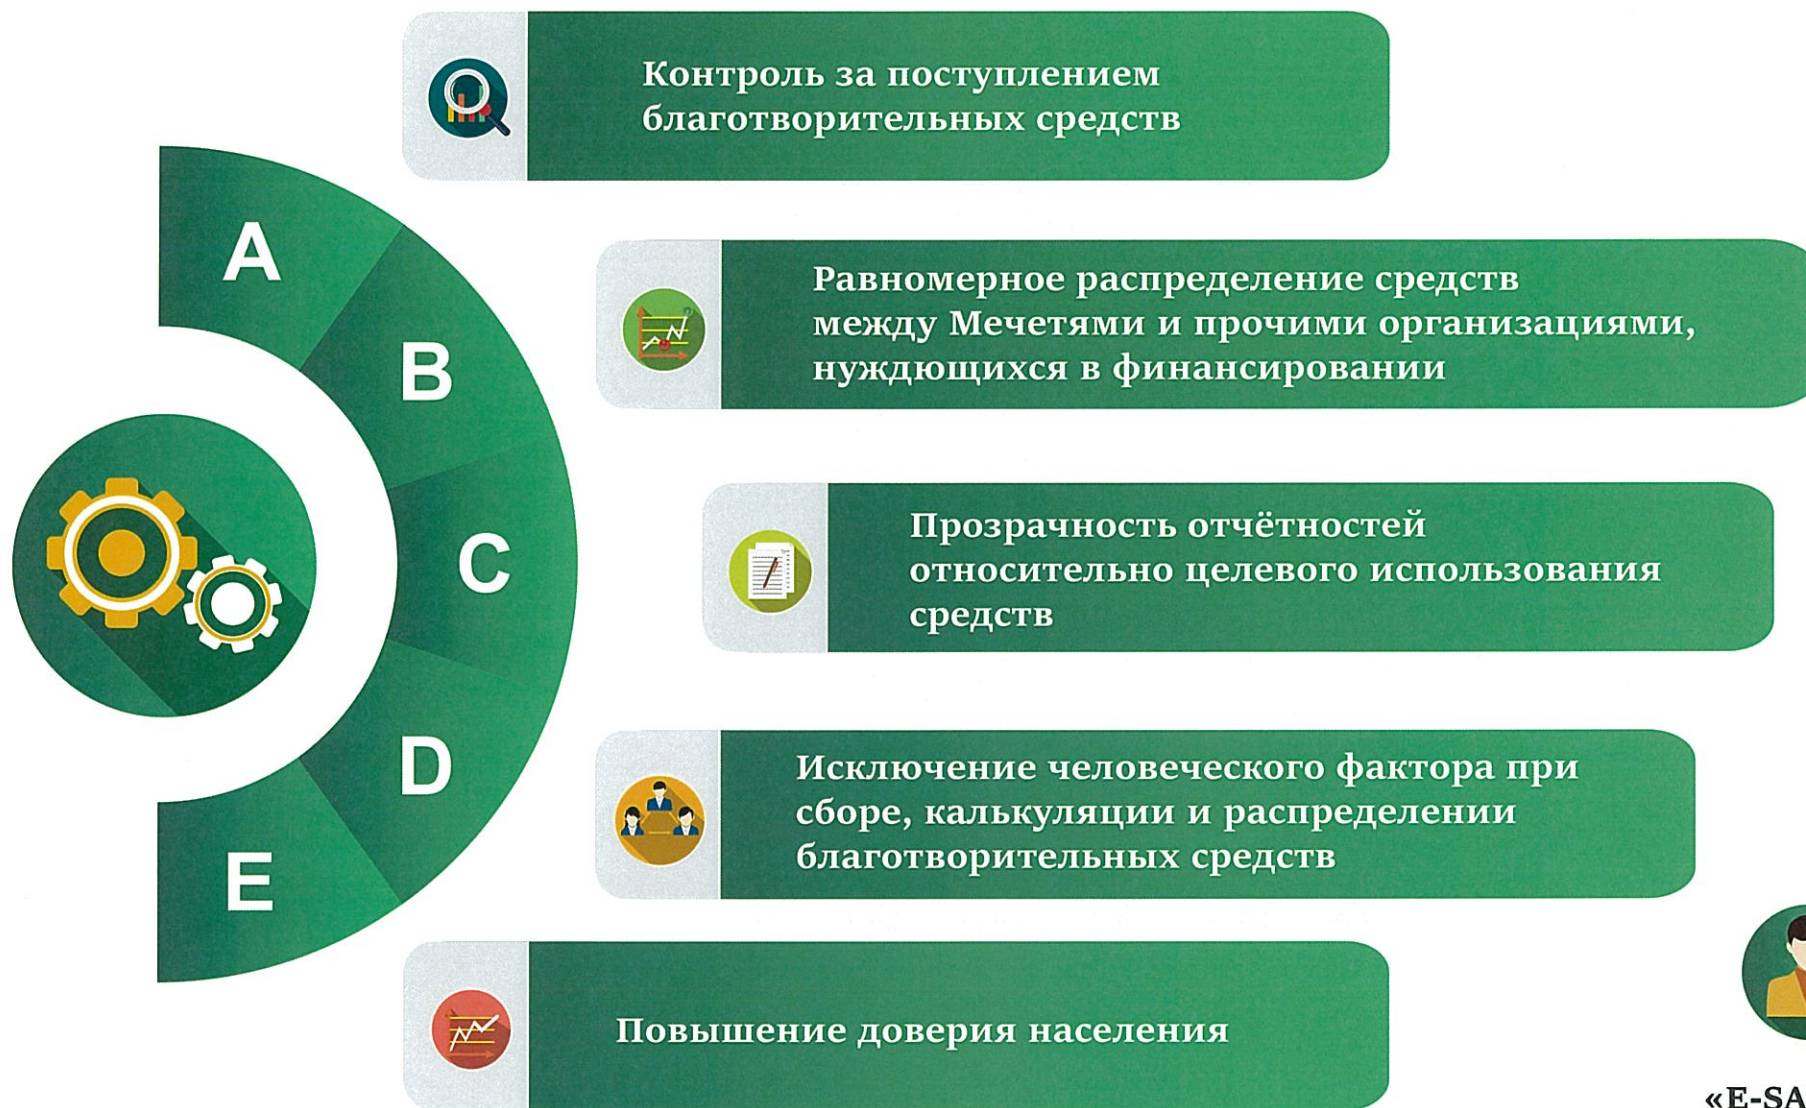 Контроль за поступлением
благотворительных средств
A
Равномерное распределение средств
между Мечетями и прочими организациями,
нуждющихся в финансировании
B
Прозрачность отчётностей
относительно целевого использования
средств
C
Исключение человеческого фактора при
сборе, калькуляции и распределении
благотворительных средств
D
E
Повышение доверия населения
«E-SA